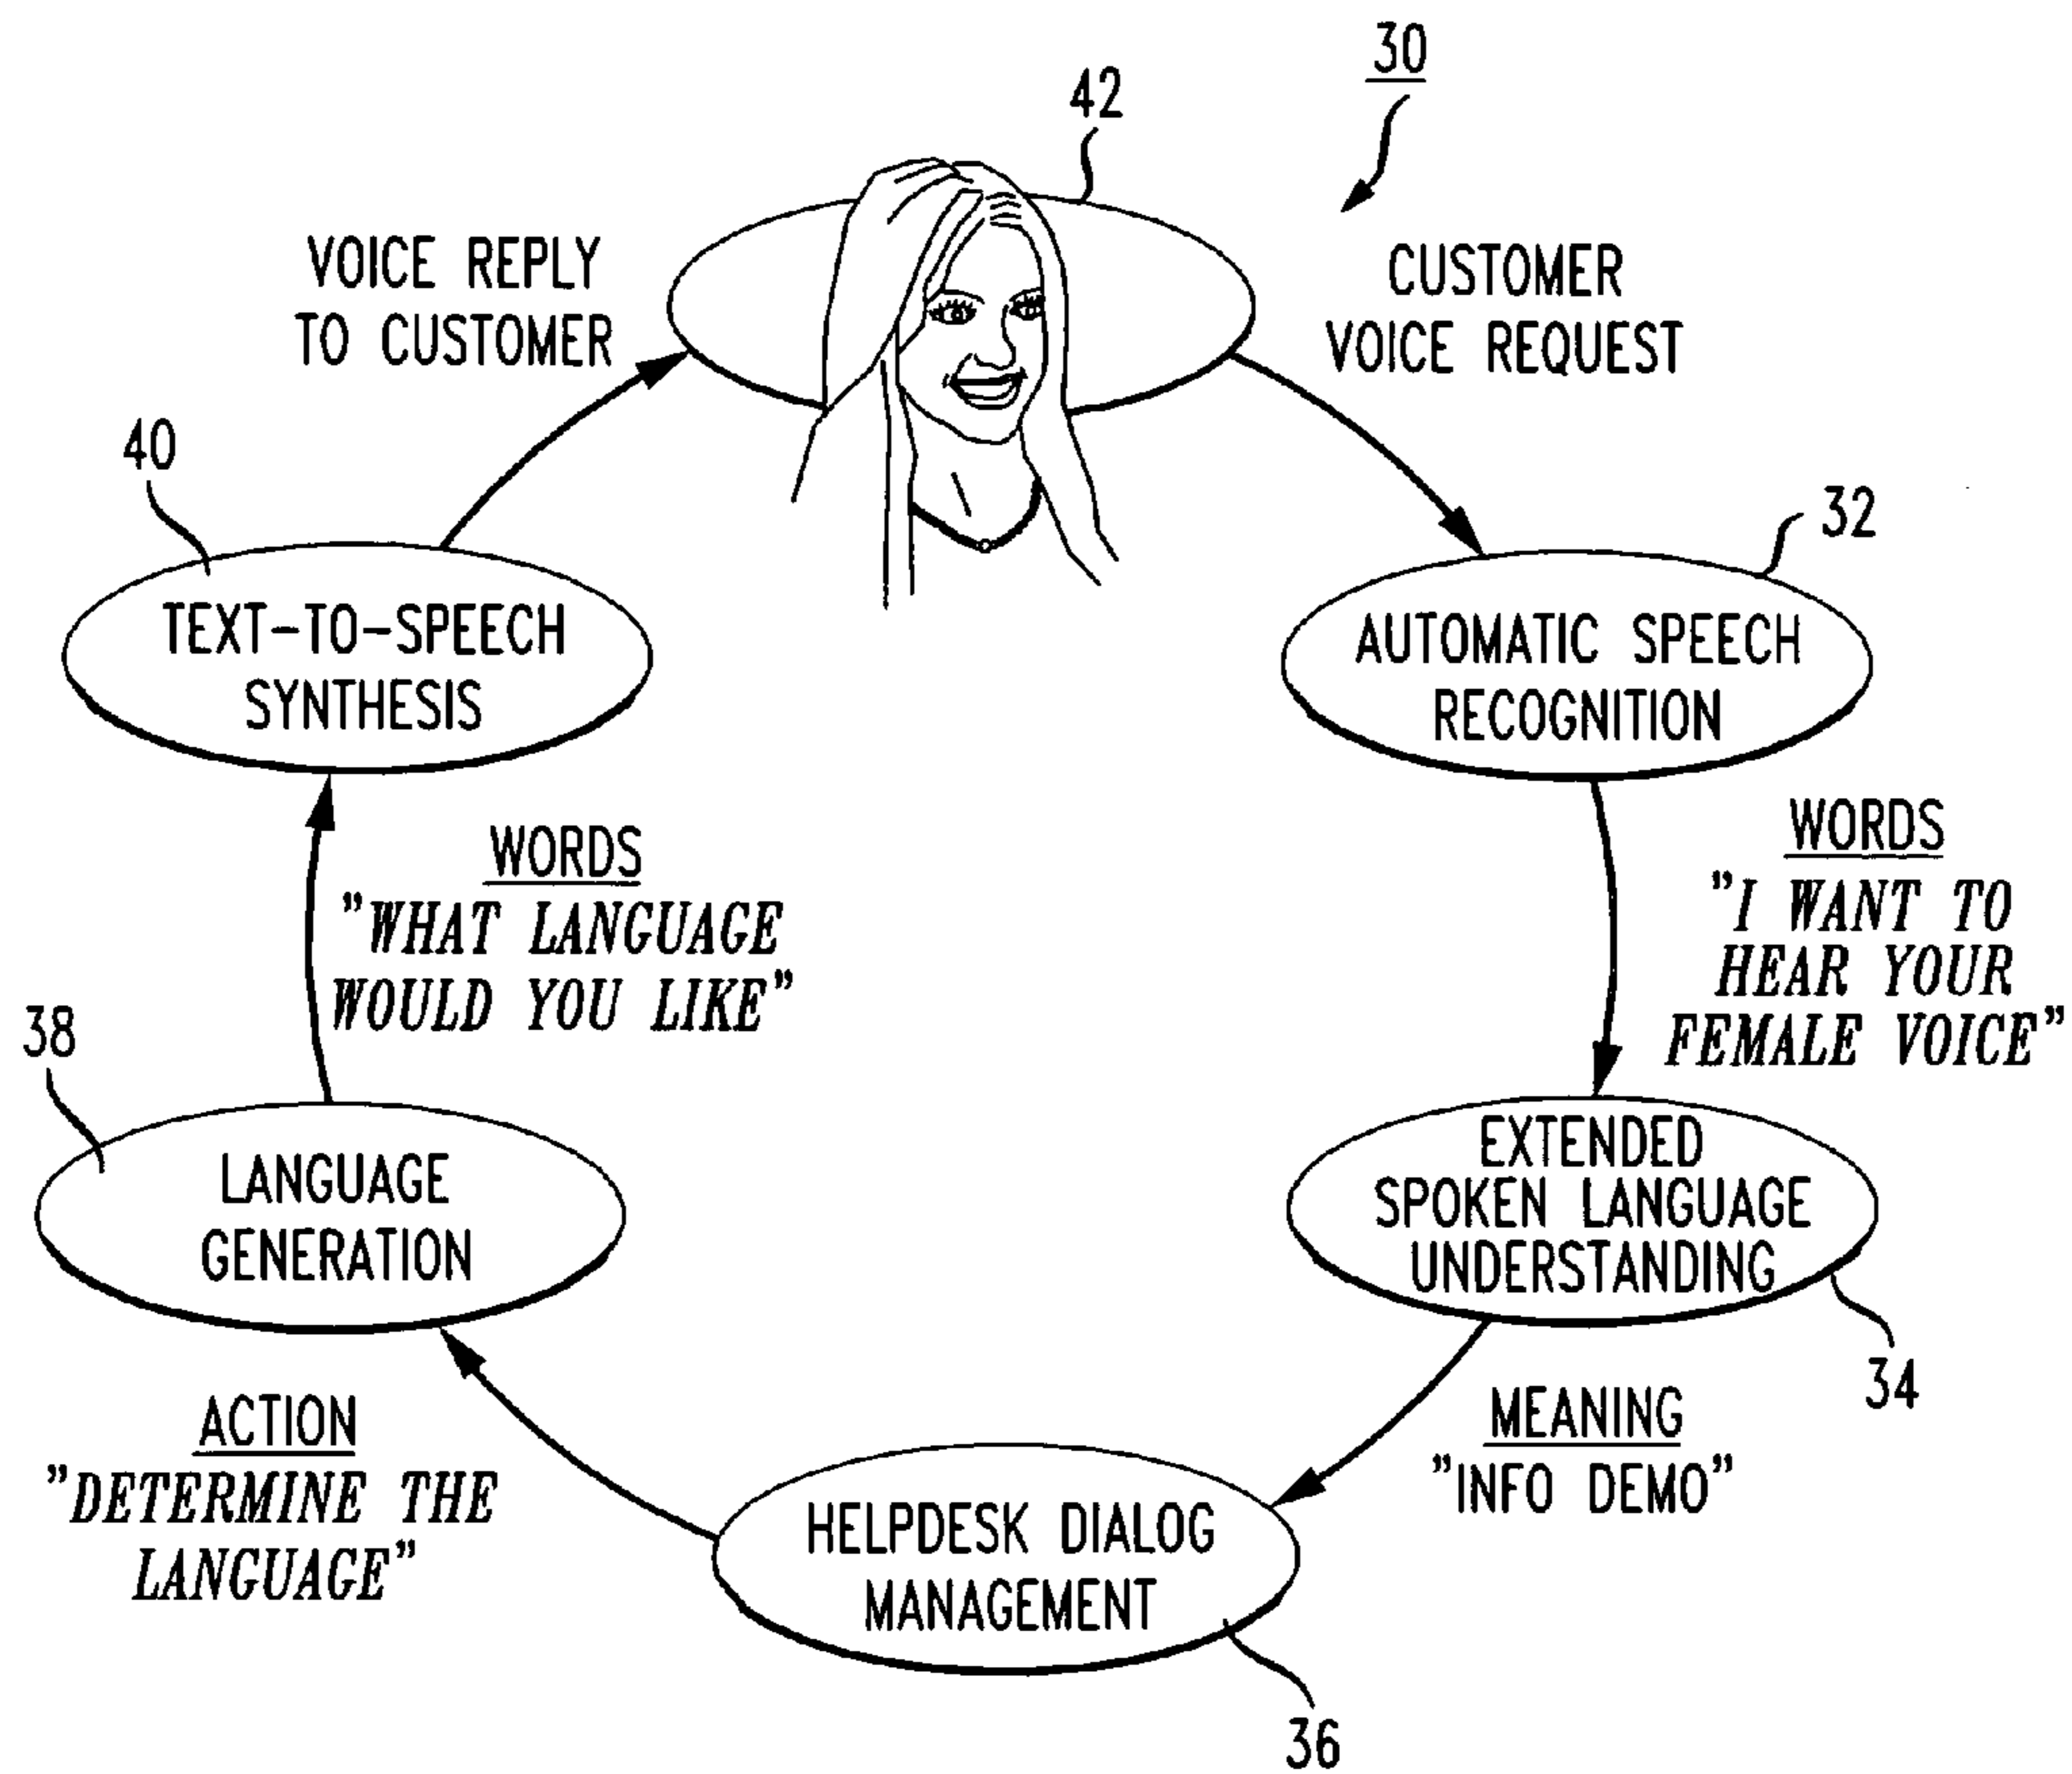 30
42
VOICE REPLY
TO CUSTOMER
CUSTOMER
VOICE REQUEST
40
32
TEXT-TO-SPEECH
SYNTHESIS
AUTOMATIC SPEECH
RECOGNITION
WORDS
"WHAT LANGUAGE
WOULD YOU LIKE"
WORDS
"I WANT TO
HEAR YOUR
FEMALE VOICE"
38
LANGUAGE
GENERATION
EXTENDED
SPOKEN LANGUAGE
UNDERSTANDING
34
ACTION
"DETERMINE THE
LANGUAGE"
MEANING
"INFO DEMO"
HELPDESK DIALOG
MANAGEMENT
36